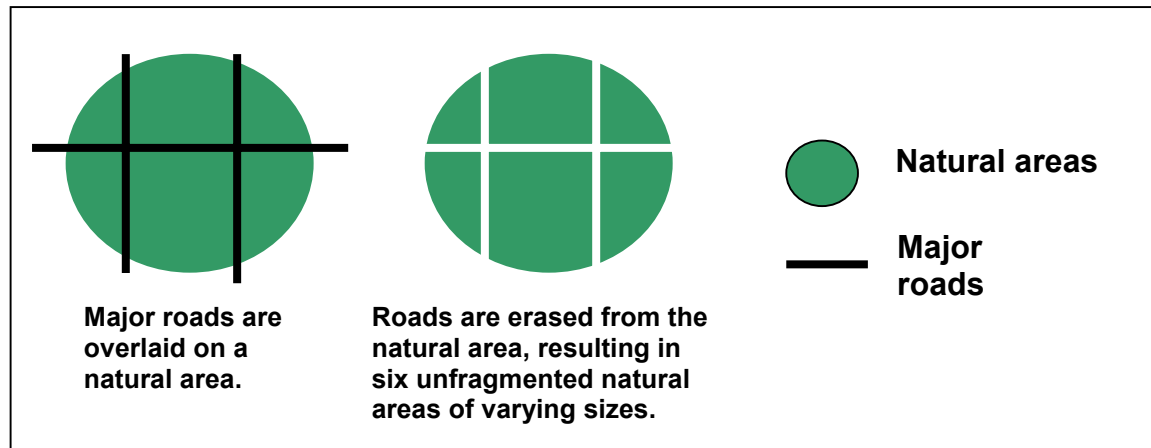 Major roads are
overlaid on a
natural area.
Roads are erased from the
natural area, resulting in
six unfragmented natural
areas of varying sizes.
Natural areas
Major
roads